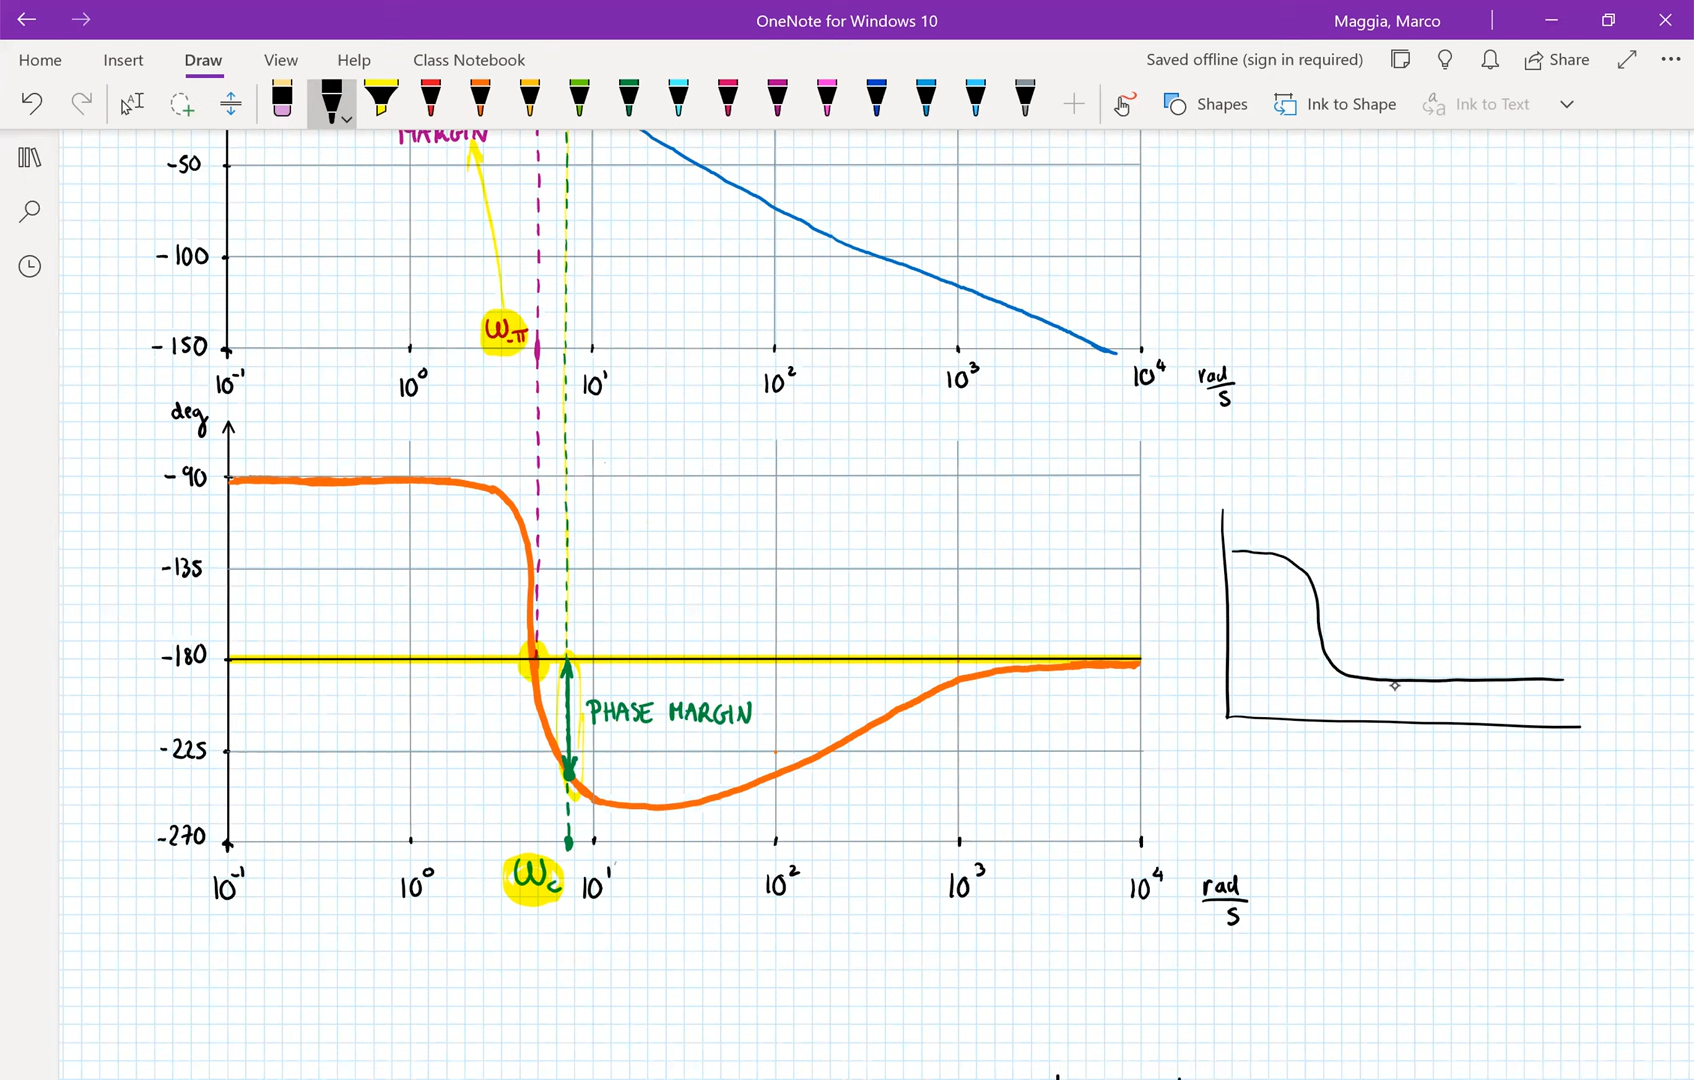 OneNote for Windows 10
Maggia, Marco
Home Insert Draw View Help Class Notebook
Saved offline (sign in required) Share
Shapes Ink to Shape Ink to Text
MARGIN
-50
-100
ω-π
-150
10⁻¹ 10⁰ 10¹ 10² 10³ 10⁴ rad/s
deg
-90
-135
-180
PHASE MARGIN
-225
-270
ωc
10⁻¹ 10⁰ 10¹ 10² 10³ 10⁴ rad/s